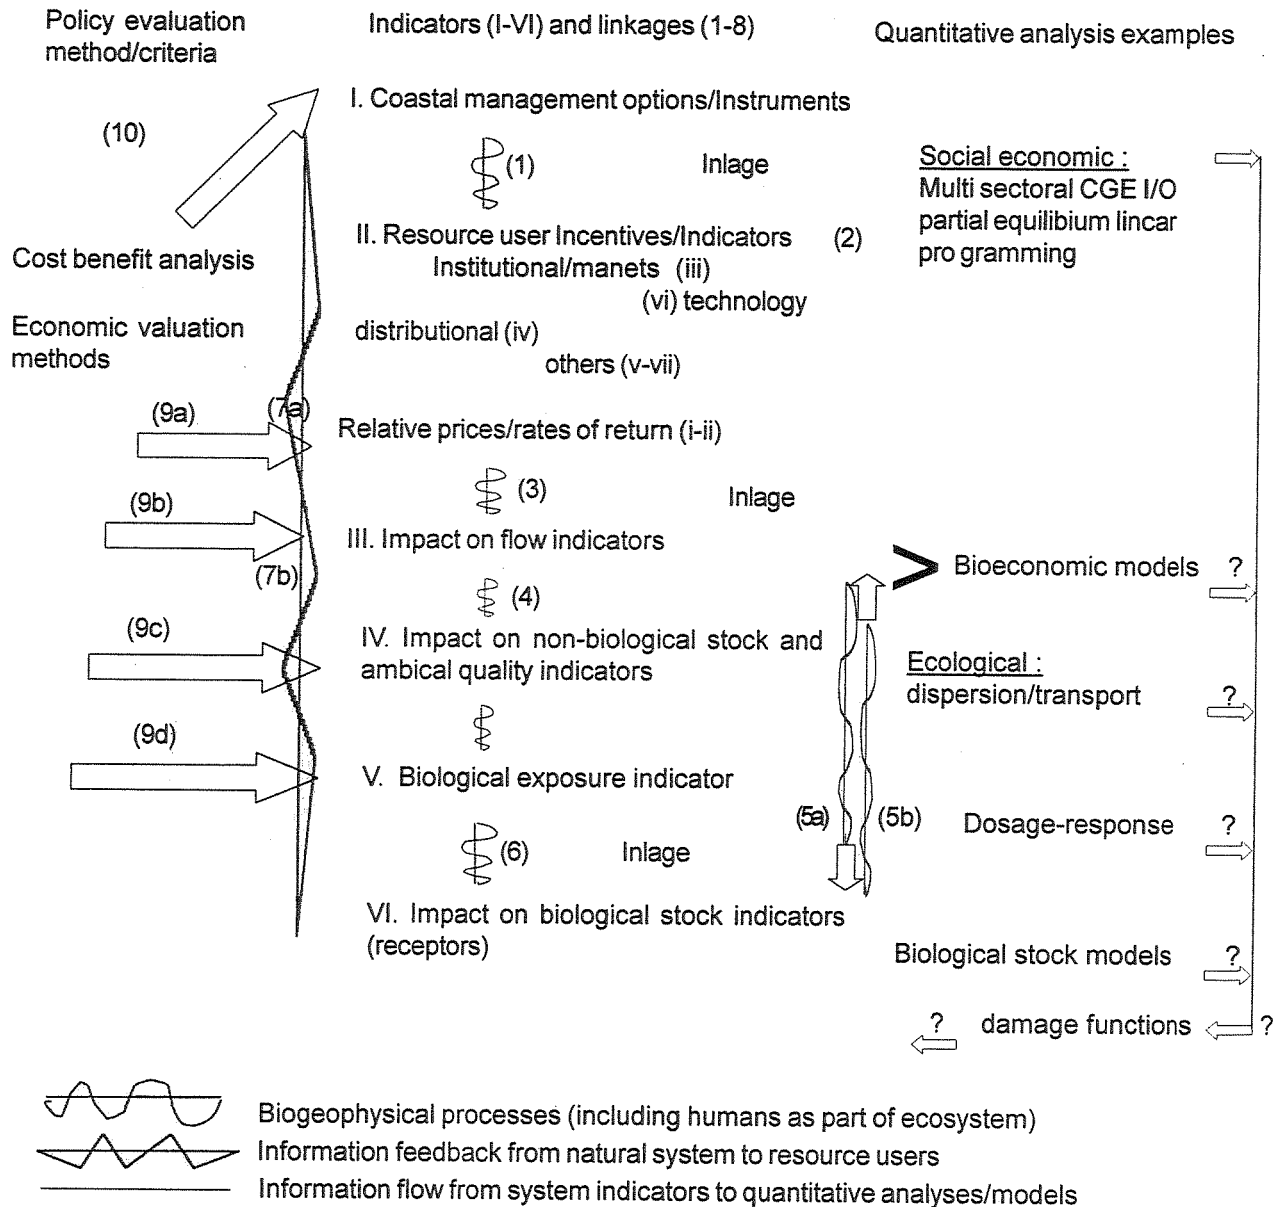 Policy evaluation
method/criteria
Indicators (I-VI) and linkages (1-8)
Quantitative analysis examples
(10)
Cost benefit analysis
Economic valuation
methods
(9a)
(7a)
(9b)
(7b)
(9c)
(9d)
I. Coastal management options/Instruments
(1)
Inlage
II. Resource user Incentives/Indicators (2)
Institutional/manets (iii)
(vi) technology
distributional (iv)
others (v-vii)
Relative prices/rates of return (i-ii)
(3)
Inlage
III. Impact on flow indicators
(4)
IV. Impact on non-biological stock and
ambical quality indicators
V. Biological exposure indicator
(6)
Inlage
VI. Impact on biological stock indicators
(receptors)
(5a)
(5b)
Social economic :
Multi sectoral CGE I/O
partial equilibium lincar
pro gramming
> Bioeconomic models ?
Ecological :
dispersion/transport ?
Dosage-response ?
Biological stock models ?
? damage functions ?
Biogeophysical processes (including humans as part of ecosystem)
Information feedback from natural system to resource users
Information flow from system indicators to quantitative analyses/models